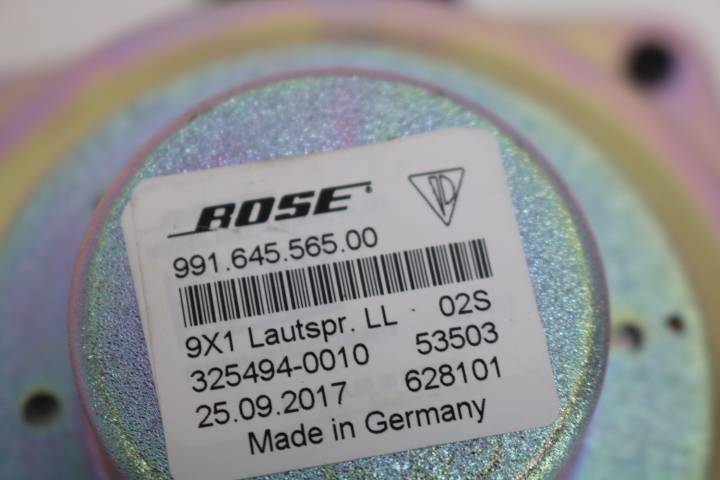 BOSE
991.645.565.00
9X1 Lautspr. LL 02S
325494-0010 53503
25.09.2017 628101
Made in Germany